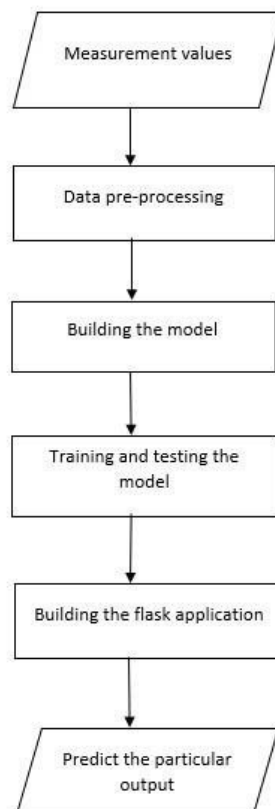 Measurement values
Data pre-processing
Building the model
Training and testing the
model
Building the flask application
Predict the particular
output